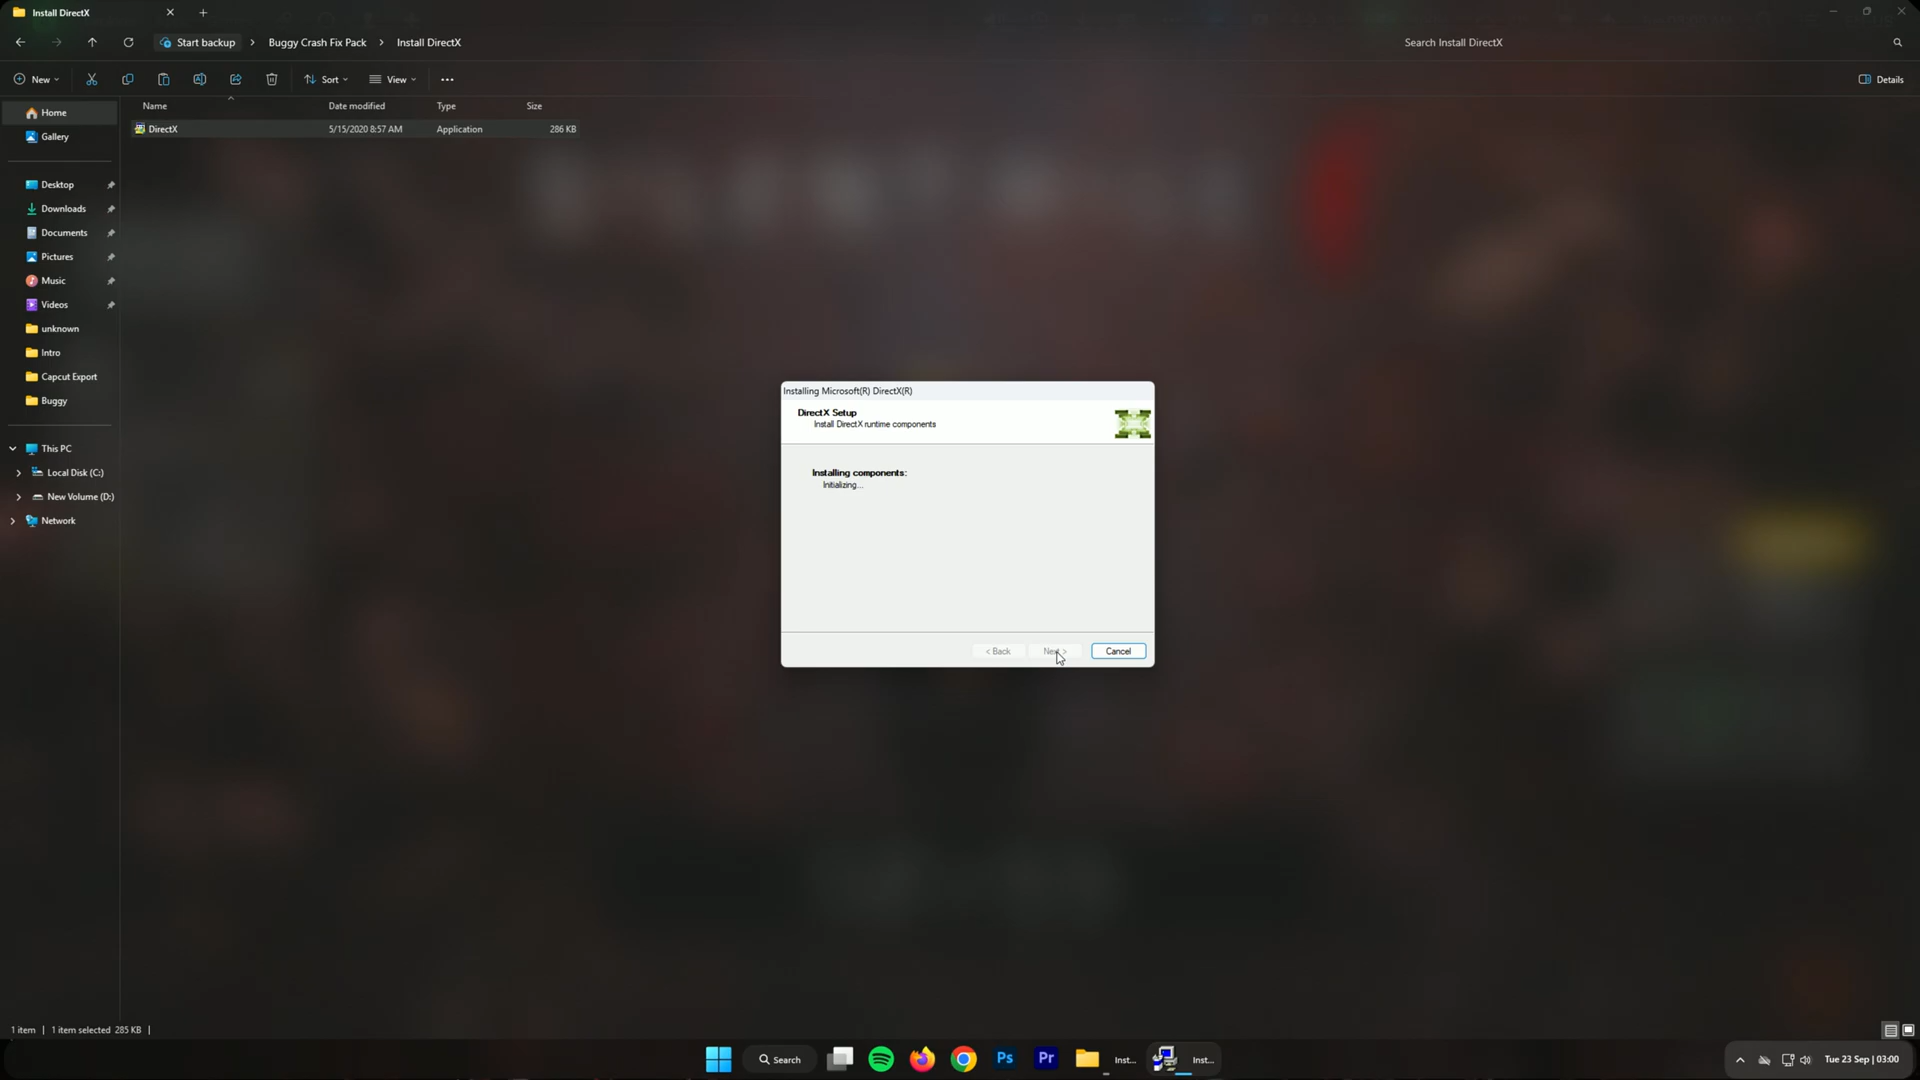 Install DirectX
Start backup > Buggy Crash Fix Pack > Install DirectX
Search Install DirectX
New
Sort
View
Details
Name
Date modified
Type
Size
DirectX
5/15/2020 8:57 AM
Application
286 KB
Home
Gallery
Desktop
Downloads
Documents
Pictures
Music
Videos
unknown
Intro
Capcut Export
Buggy
This PC
Local Disk (C:)
New Volume (D:)
Network
Installing Microsoft(R) DirectX(R)
DirectX Setup
Install DirectX runtime components
Installing components:
Initializing...
< Back
Next >
Cancel
1 item
1 item selected 285 KB
Search
Ps
Pr
Inst...
Inst...
Tue 23 Sep | 03:00